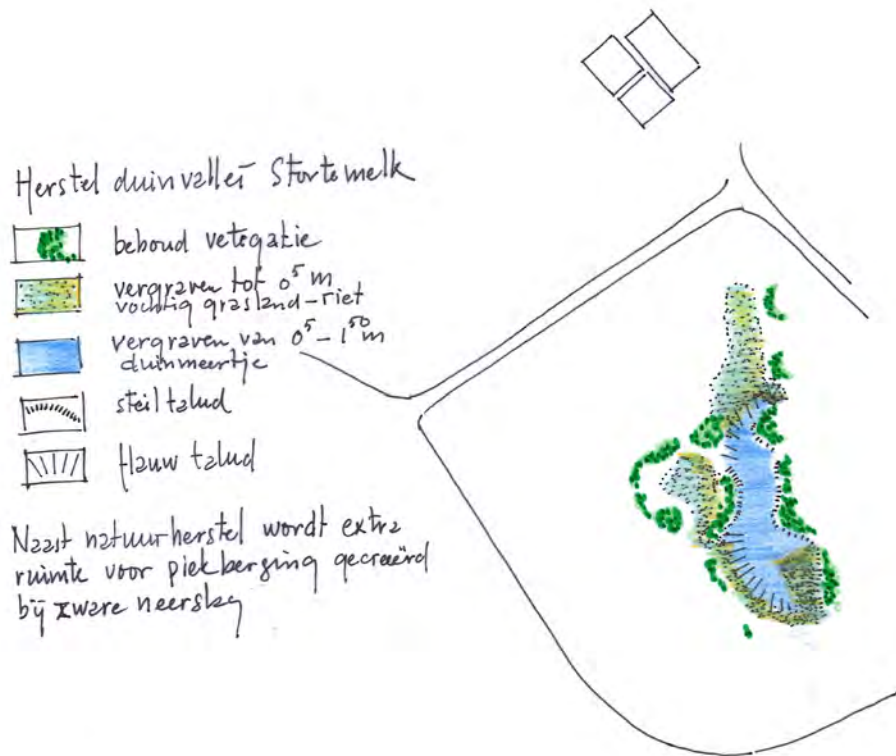 Herstel duinvallei Stortemelk
behoud vetegatie
vergraven tot 0⁵ m
vochtig grasland-riet
vergraven van 0⁵ - 1⁵⁰ m
duinmeertje
steil talud
flauw talud
Naast natuurherstel wordt extra
ruimte voor piekberging gecreëerd
bij zware neerslag